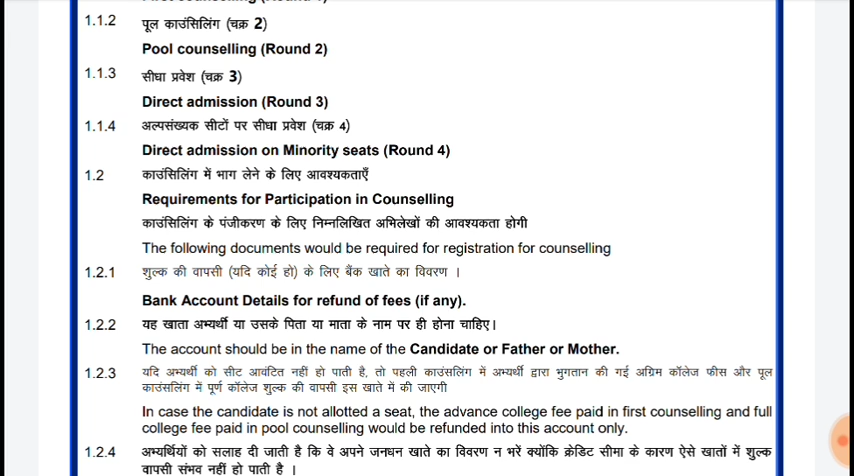 1.1.2 पूल काउंसिलिंग (चक्र 2)
Pool counselling (Round 2)
1.1.3 सीधा प्रवेश (चक्र 3)
Direct admission (Round 3)
1.1.4 अल्पसंख्यक सीटों पर सीधा प्रवेश (चक्र 4)
Direct admission on Minority seats (Round 4)
1.2 काउंसिलिंग में भाग लेने के लिए आवश्यकताएँ
Requirements for Participation in Counselling
काउंसिलिंग के पंजीकरण के लिए निम्नलिखित अभिलेखों की आवश्यकता होगी
The following documents would be required for registration for counselling
1.2.1 शुल्क की वापसी (यदि कोई हो) के लिए बैंक खाते का विवरण ।
Bank Account Details for refund of fees (if any).
1.2.2 यह खाता अभ्यर्थी या उसके पिता या माता के नाम पर ही होना चाहिए।
The account should be in the name of the Candidate or Father or Mother.
1.2.3 यदि अभ्यर्थी को सीट आवंटित नहीं हो पाती है, तो पहली काउंसलिंग में अभ्यर्थी द्वारा भुगतान की गई अग्रिम कॉलेज फीस और पूल
काउंसलिंग में पूर्ण कॉलेज शुल्क की वापसी इस खाते में की जाएगी
In case the candidate is not allotted a seat, the advance college fee paid in first counselling and full
college fee paid in pool counselling would be refunded into this account only.
1.2.4 अभ्यर्थियों को सलाह दी जाती है कि वे अपने जनधन खाते का विवरण न भरें क्योंकि क्रेडिट सीमा के कारण ऐसे खातों में शुल्क
वापसी संभव नहीं हो पाती है ।